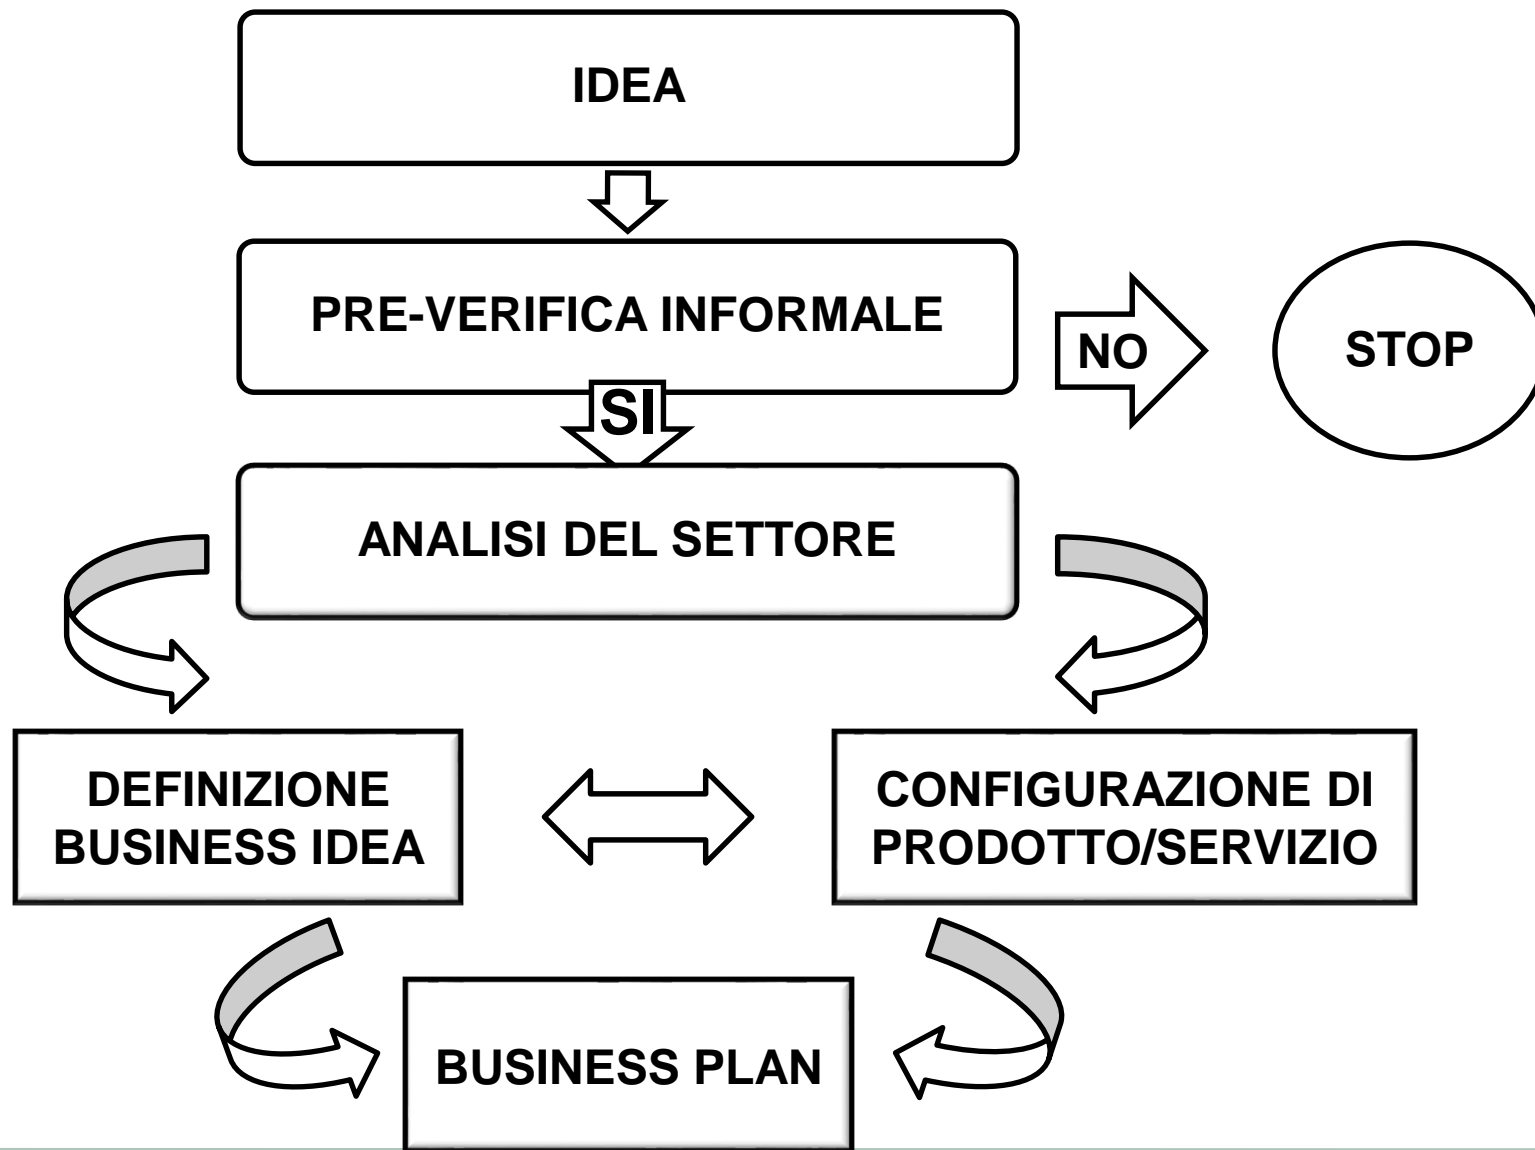 IDEA
PRE-VERIFICA INFORMALE
NO
STOP
SI
ANALISI DEL SETTORE
DEFINIZIONE
BUSINESS IDEA
CONFIGURAZIONE DI
PRODOTTO/SERVIZIO
BUSINESS PLAN